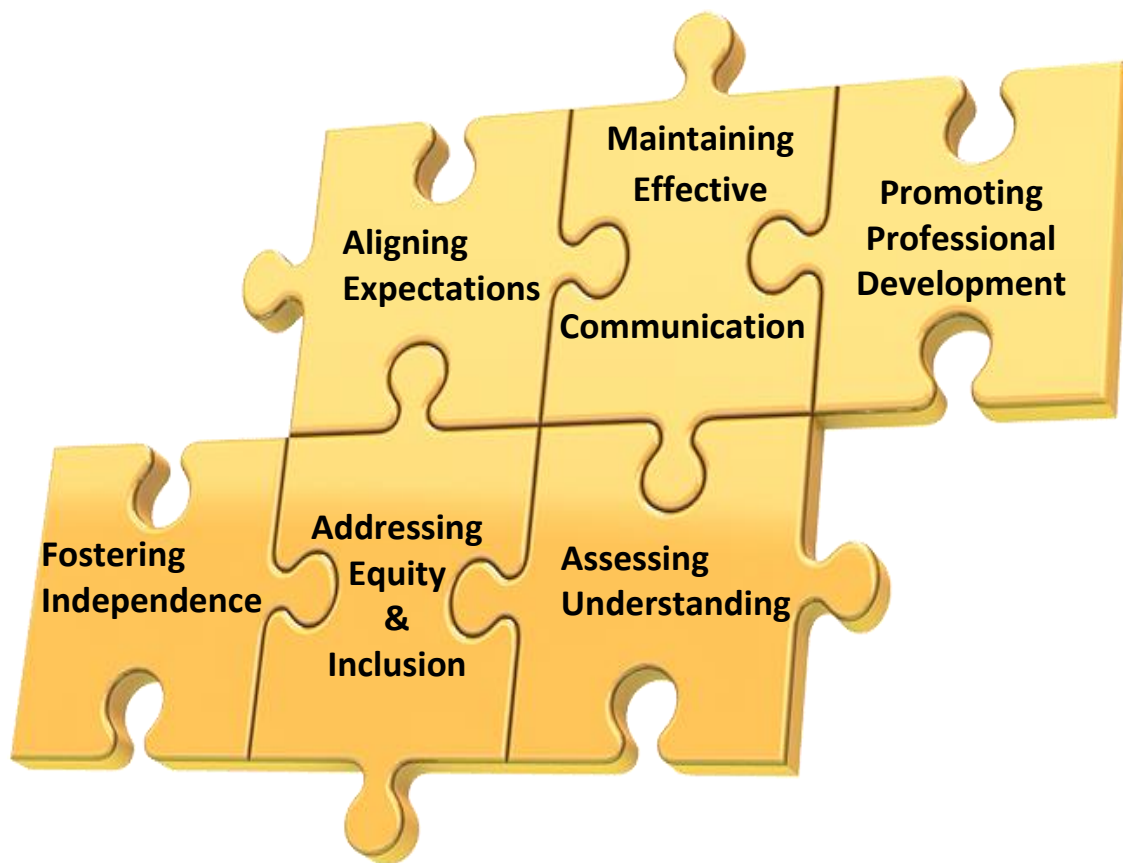 Aligning
Expectations
Maintaining
Effective
Communication
Promoting
Professional
Development
Fostering
Independence
Addressing
Equity
&
Inclusion
Assessing
Understanding